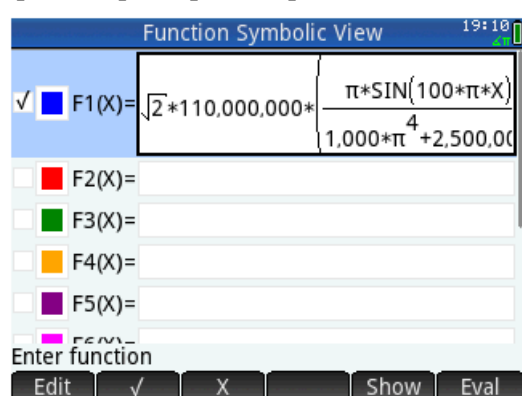 Function Symbolic View 19:10
∡π
√ F1(X)= √2*110,000,000*( π*SIN(100*π*X)
1,000*π^4+2,500,00
F2(X)=
F3(X)=
F4(X)=
F5(X)=
Enter function
Edit √ X Show Eval